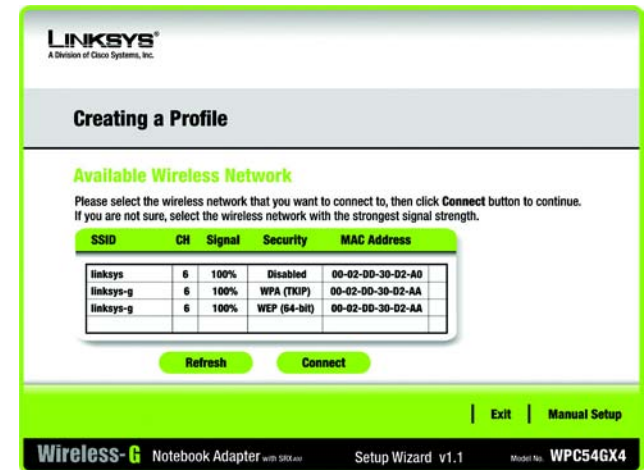 LINKSYS®
A Division of Cisco Systems, Inc.
Creating a Profile
Available Wireless Network
Please select the wireless network that you want to connect to, then click Connect button to continue.
If you are not sure, select the wireless network with the strongest signal strength.
SSID CH Signal Security MAC Address
linksys 6 100% Disabled 00-02-DD-30-D2-A0
linksys-g 6 100% WPA (TKIP) 00-02-DD-30-D2-AA
linksys-g 6 100% WEP (64-bit) 00-02-DD-30-D2-AA
Refresh Connect
Exit Manual Setup
Wireless-G Notebook Adapter with SRX400 Setup Wizard v1.1 Model No. WPC54GX4